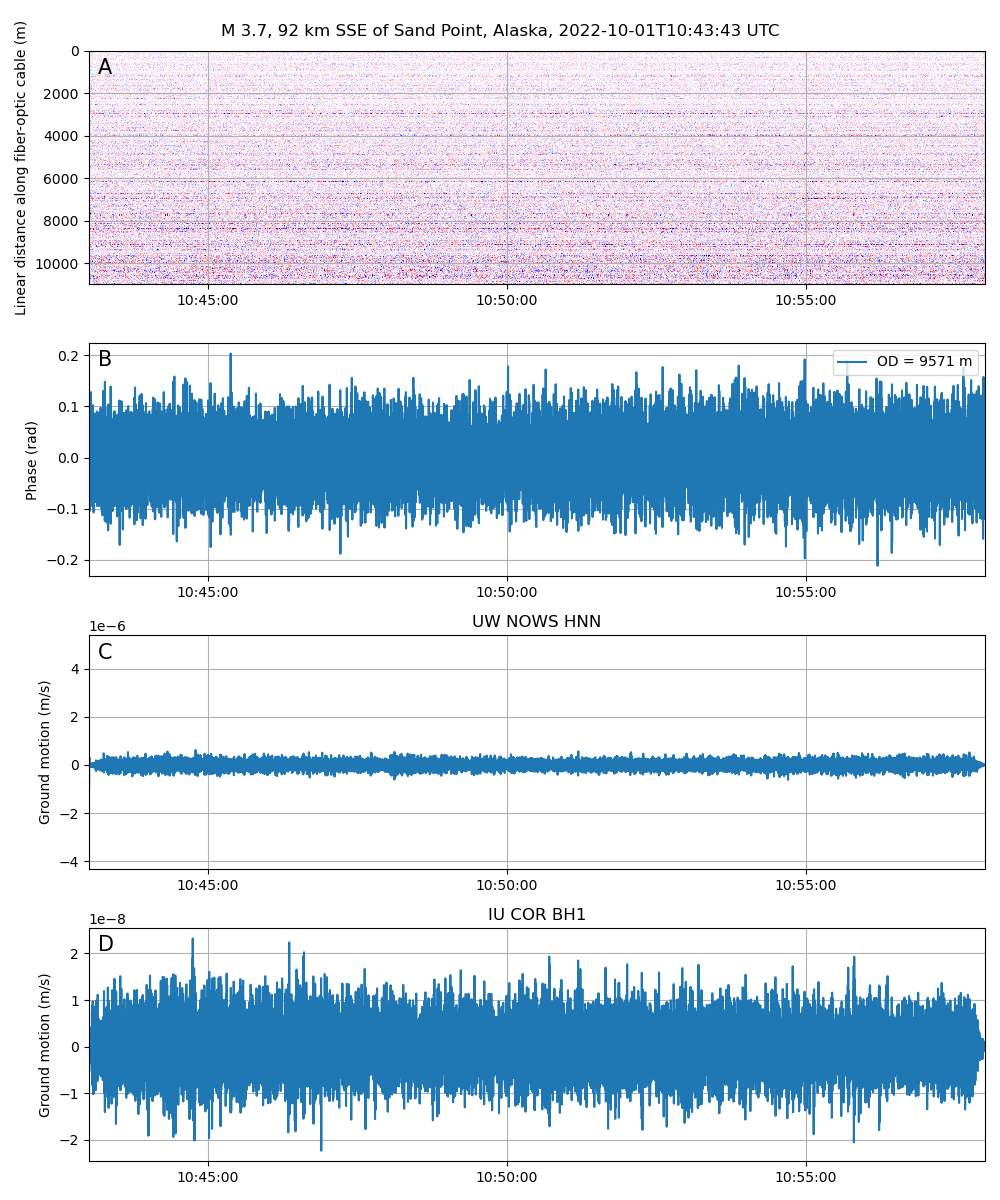 M 3.7, 92 km SSE of Sand Point, Alaska, 2022-10-01T10:43:43 UTC
Linear distance along fiber-optic cable (m)
A
0
2000
4000
6000
8000
10000
10:45:00 10:50:00 10:55:00
B
OD = 9571 m
Phase (rad)
0.2
0.1
0.0
−0.1
−0.2
10:45:00 10:50:00 10:55:00
UW NOWS HNN
1e−6
C
Ground motion (m/s)
4
2
0
−2
−4
10:45:00 10:50:00 10:55:00
IU COR BH1
1e−8
D
Ground motion (m/s)
2
1
0
−1
−2
10:45:00 10:50:00 10:55:00